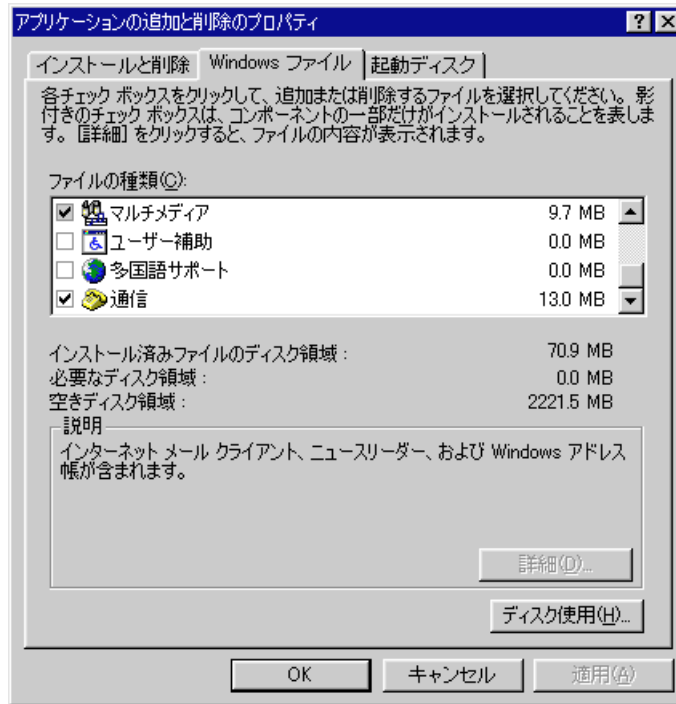 アプリケーションの追加と削除のプロパティ
インストールと削除 Windows ファイル 起動ディスク
各チェック ボックスをクリックして、追加または削除するファイルを選択してください。影
付きのチェック ボックスは、コンポーネントの一部だけがインストールされることを表しま
す。[詳細] をクリックすると、ファイルの内容が表示されます。
ファイルの種類(C):
マルチメディア 9.7 MB
ユーザー補助 0.0 MB
多国語サポート 0.0 MB
通信 13.0 MB
インストール済みファイルのディスク領域 : 70.9 MB
必要なディスク領域 : 0.0 MB
空きディスク領域 : 2221.5 MB
説明
インターネット メール クライアント、ニュースリーダー、および Windows アドレス
帳が含まれます。
詳細(D)...
ディスク使用(H)...
OK キャンセル 適用(A)